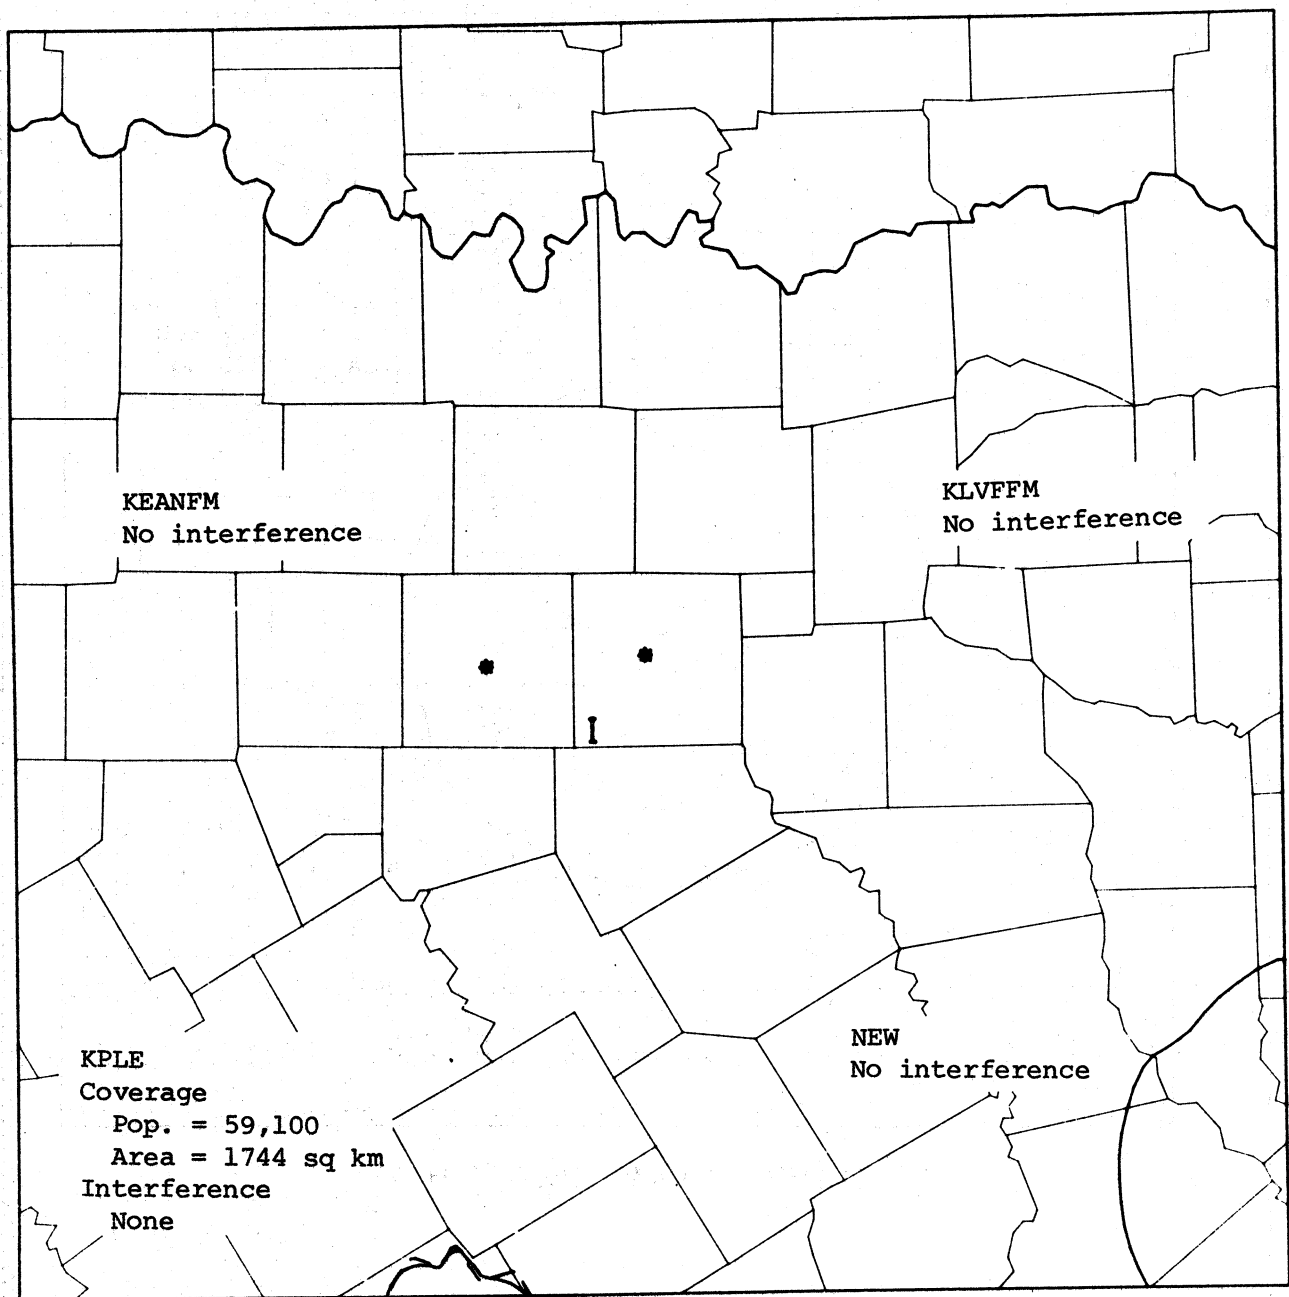 KEANFM
No interference
KLVFFM
No interference
KPLE
Coverage
Pop. = 59,100
Area = 1744 sq km
Interference
None
NEW
No interference
I